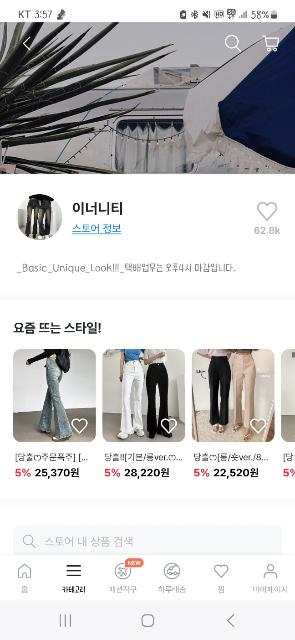 KT 3:57
58%
이너니티
스토어 정보
62.8k
_Basic_Unique_Look!!!_택배업무는 오후4시 마감입니다.
요즘 뜨는 스타일!
[당출♡주문폭주] [...
5% 25,370원
당출!![기본/롱ver.♡...
5% 28,220원
당출♡[롱/숏ver./8...
5% 22,520원
[당
5%
스토어 내 상품 검색
NEW
홈
카테고리
패션직구
하루배송
찜
마이페이지